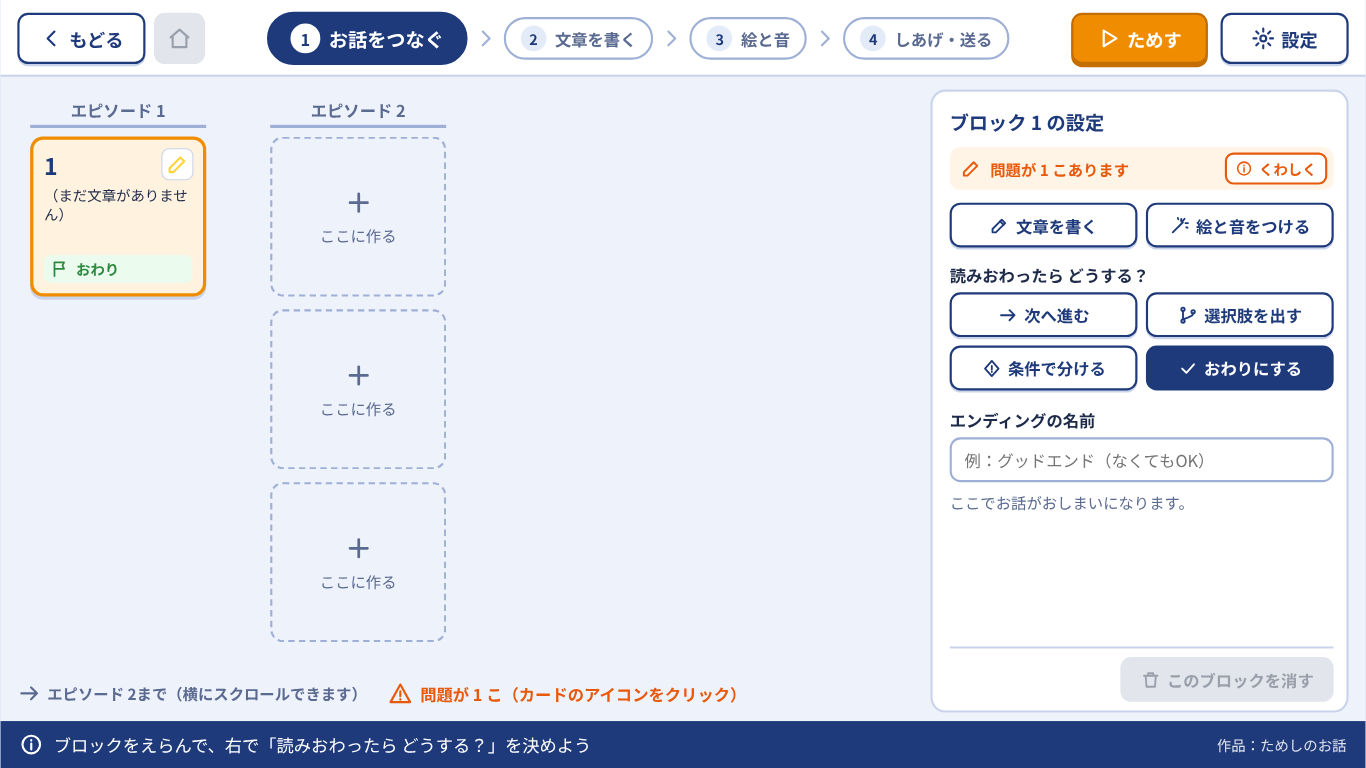 もどる
1 お話をつなぐ
2 文章を書く
3 絵と音
4 しあげ・送る
ためす
設定
エピソード 1
エピソード 2
1
（まだ文章がありませ
ん）
おわり
ここに作る
ここに作る
ここに作る
ブロック 1 の設定
問題が 1 こあります
くわしく
文章を書く
絵と音をつける
読みおわったら どうする？
次へ進む
選択肢を出す
条件で分ける
おわりにする
エンディングの名前
例：グッドエンド（なくてもOK）
ここでお話がおしまいになります。
このブロックを消す
エピソード 2まで（横にスクロールできます）
問題が 1 こ（カードのアイコンをクリック）
ブロックをえらんで、右で「読みおわったら どうする？」を決めよう
作品：ためしのお話